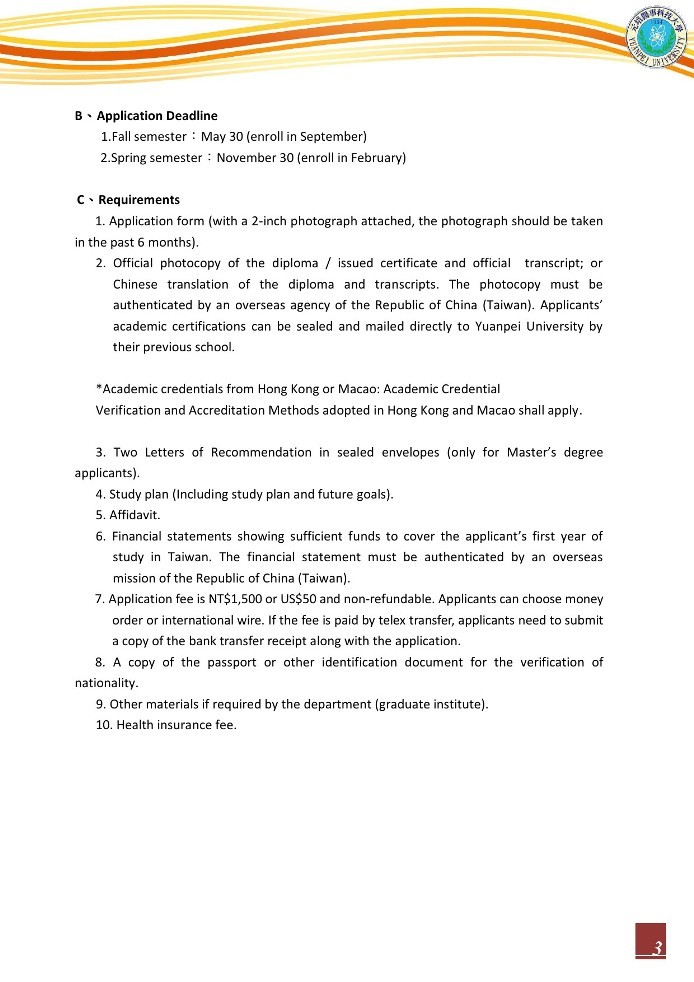 元培醫事科技大學
YUANPEI UNIVERSITY
B、Application Deadline
1.Fall semester：May 30 (enroll in September)
2.Spring semester：November 30 (enroll in February)
C、Requirements
1. Application form (with a 2-inch photograph attached, the photograph should be taken
in the past 6 months).
2. Official photocopy of the diploma / issued certificate and official transcript; or
Chinese translation of the diploma and transcripts. The photocopy must be
authenticated by an overseas agency of the Republic of China (Taiwan). Applicants’
academic certifications can be sealed and mailed directly to Yuanpei University by
their previous school.
*Academic credentials from Hong Kong or Macao: Academic Credential
Verification and Accreditation Methods adopted in Hong Kong and Macao shall apply.
3. Two Letters of Recommendation in sealed envelopes (only for Master’s degree
applicants).
4. Study plan (Including study plan and future goals).
5. Affidavit.
6. Financial statements showing sufficient funds to cover the applicant’s first year of
study in Taiwan. The financial statement must be authenticated by an overseas
mission of the Republic of China (Taiwan).
7. Application fee is NT$1,500 or US$50 and non-refundable. Applicants can choose money
order or international wire. If the fee is paid by telex transfer, applicants need to submit
a copy of the bank transfer receipt along with the application.
8. A copy of the passport or other identification document for the verification of
nationality.
9. Other materials if required by the department (graduate institute).
10. Health insurance fee.
3